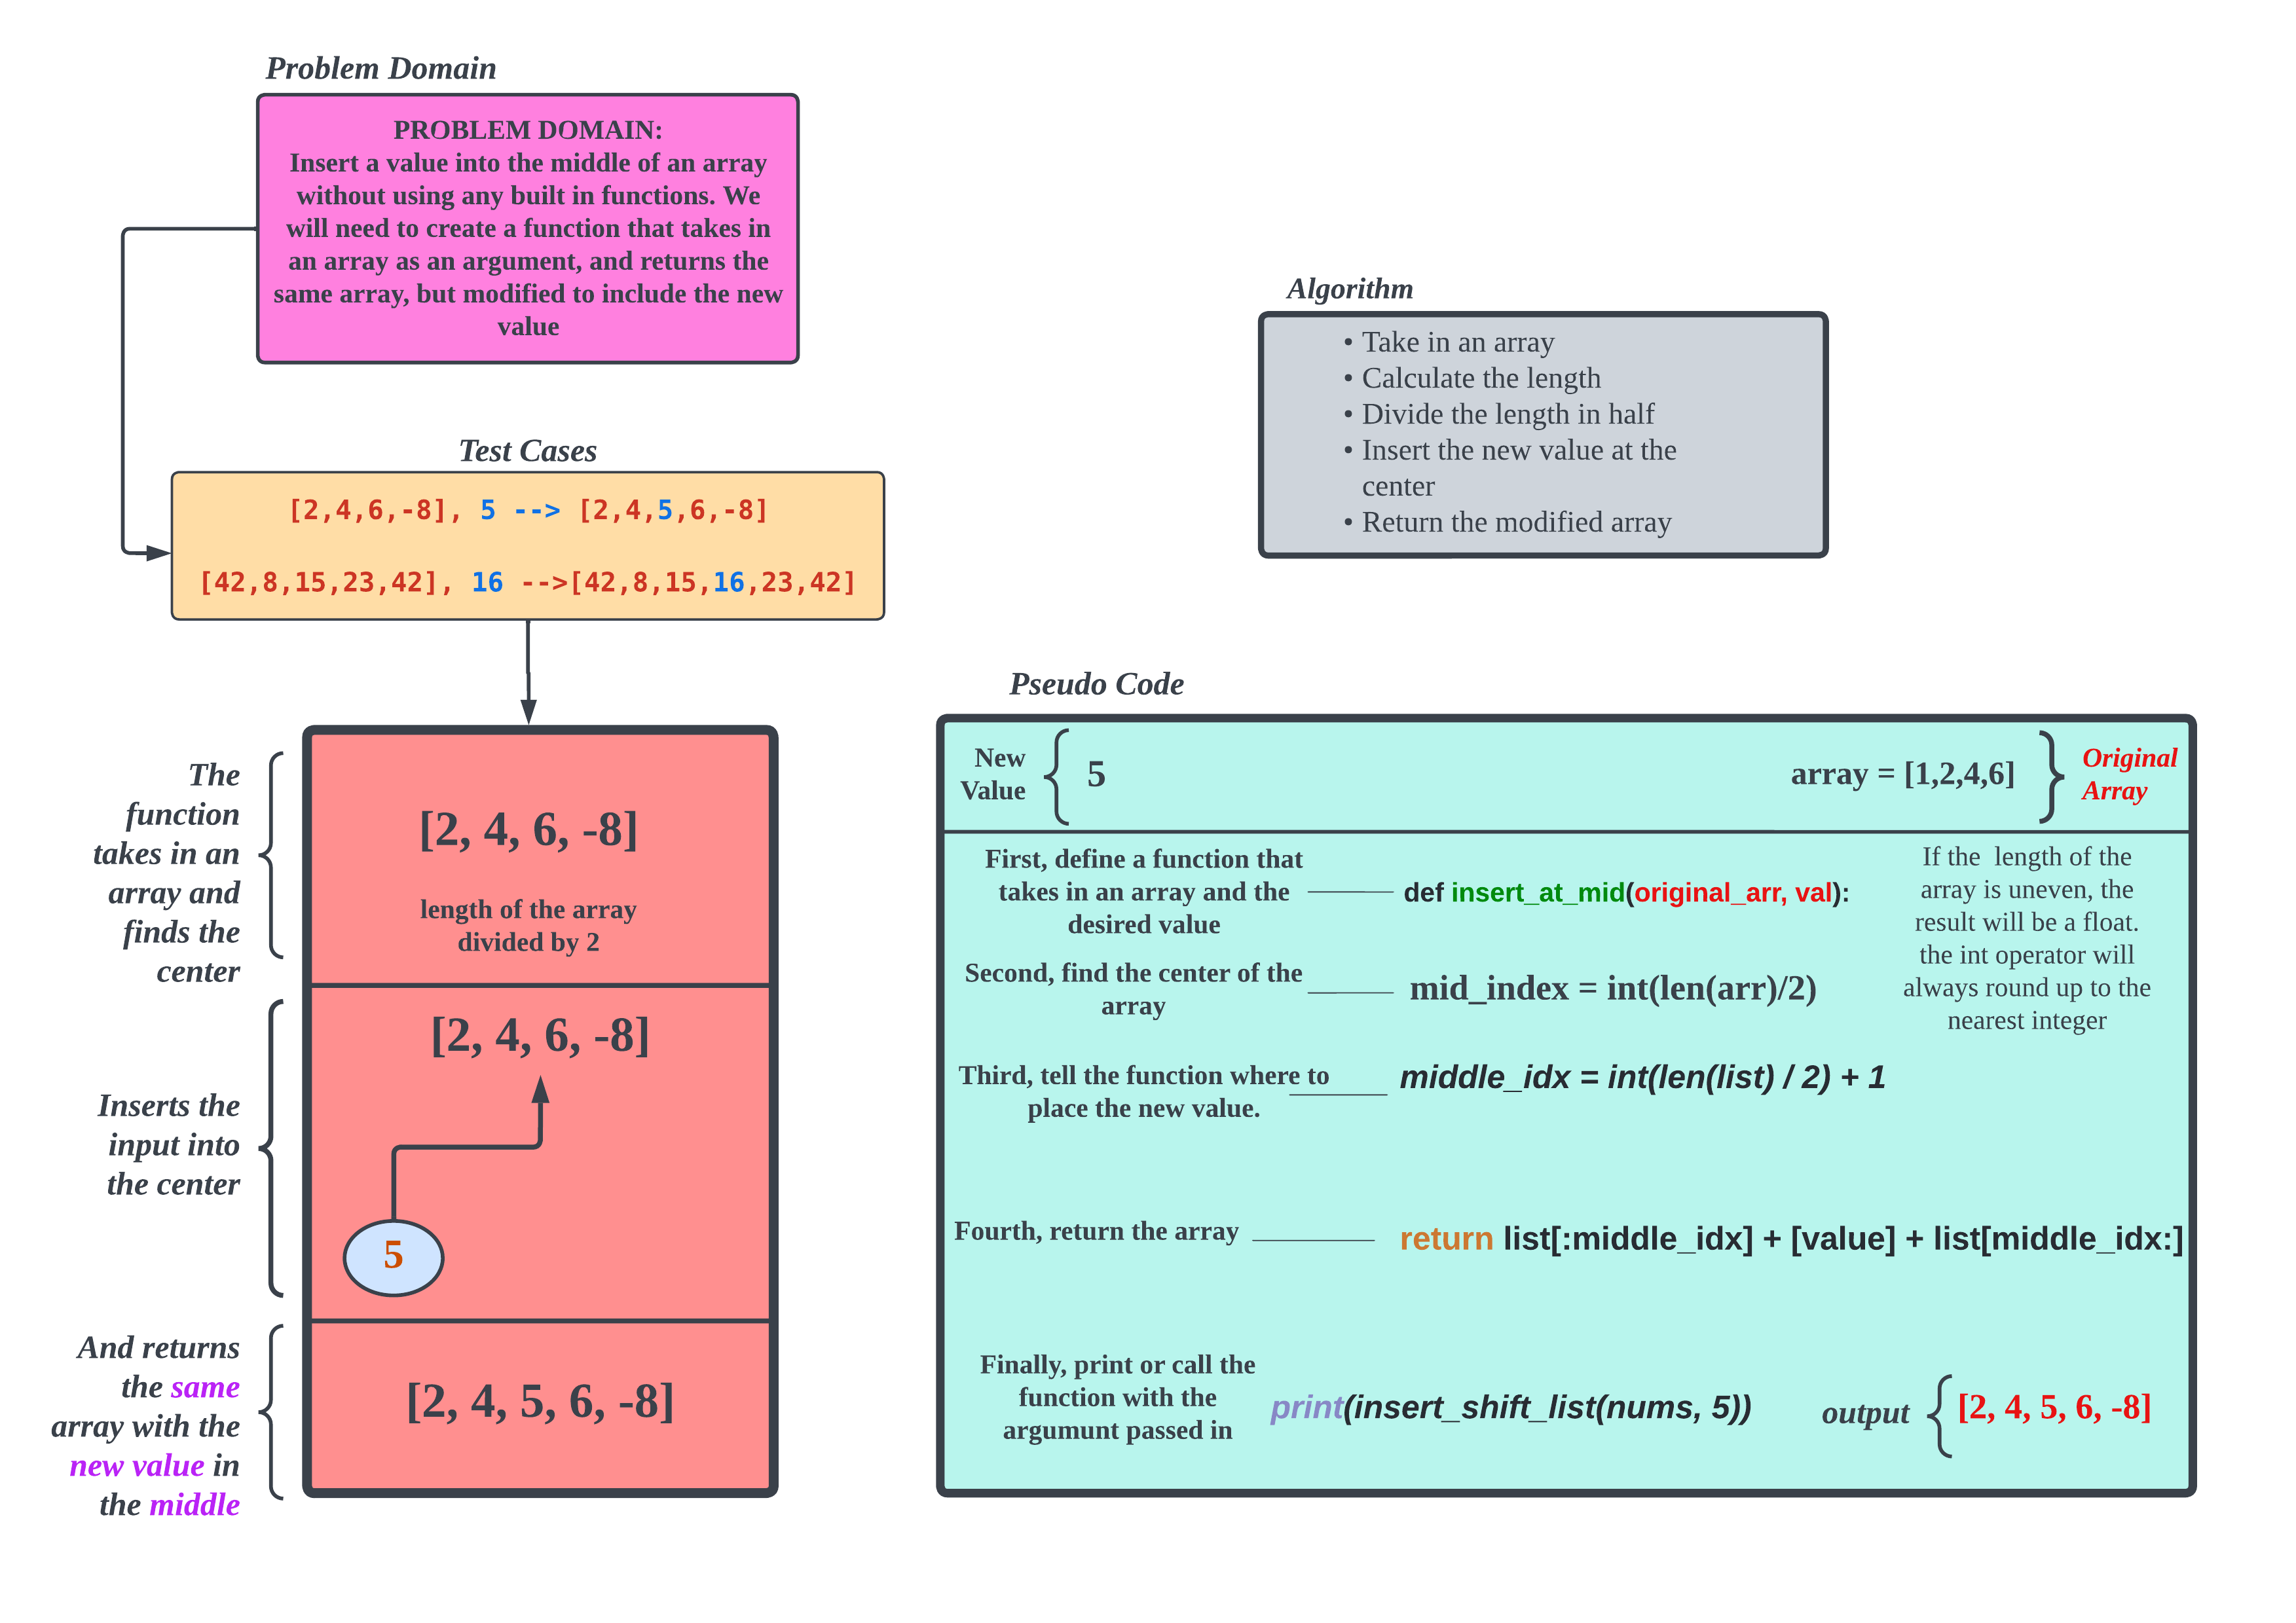 Problem Domain
PROBLEM DOMAIN:
Insert a value into the middle of an array
without using any built in functions. We
will need to create a function that takes in
an array as an argument, and returns the
same array, but modified to include the new
value
Test Cases
[2,4,6,-8], 5 --> [2,4,5,6,-8]
[42,8,15,23,42], 16 -->[42,8,15,16,23,42]
The
function
takes in an
array and
finds the
center
[2, 4, 6, -8]
length of the array
divided by 2
Inserts the
input into
the center
[2, 4, 6, -8]
5
And returns
the same
array with the
new value in
the middle
[2, 4, 5, 6, -8]
Algorithm
• Take in an array
• Calculate the length
• Divide the length in half
• Insert the new value at the
center
• Return the modified array
Pseudo Code
New
Value
5
array = [1,2,4,6]
Original
Array
First, define a function that
takes in an array and the
desired value
def insert_at_mid(original_arr, val):
If the  length of the
array is uneven, the
result will be a float.
the int operator will
always round up to the
nearest integer
Second, find the center of the
array
mid_index = int(len(arr)/2)
Third, tell the function where to
place the new value.
middle_idx = int(len(list) / 2) + 1
Fourth, return the array
return list[:middle_idx] + [value] + list[middle_idx:]
Finally, print or call the
function with the
argumunt passed in
print(insert_shift_list(nums, 5))
output
[2, 4, 5, 6, -8]